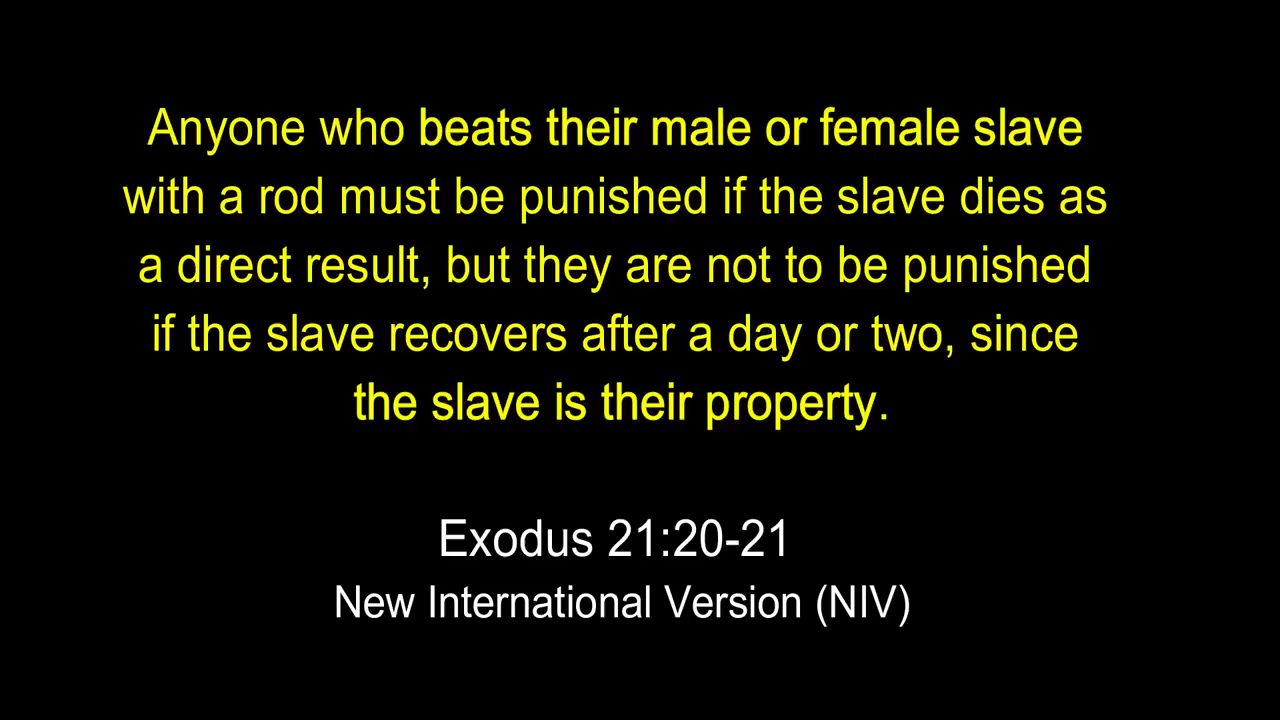 Anyone who beats their male or female slave
with a rod must be punished if the slave dies as
a direct result, but they are not to be punished
if the slave recovers after a day or two, since
the slave is their property.
Exodus 21:20-21
New International Version (NIV)